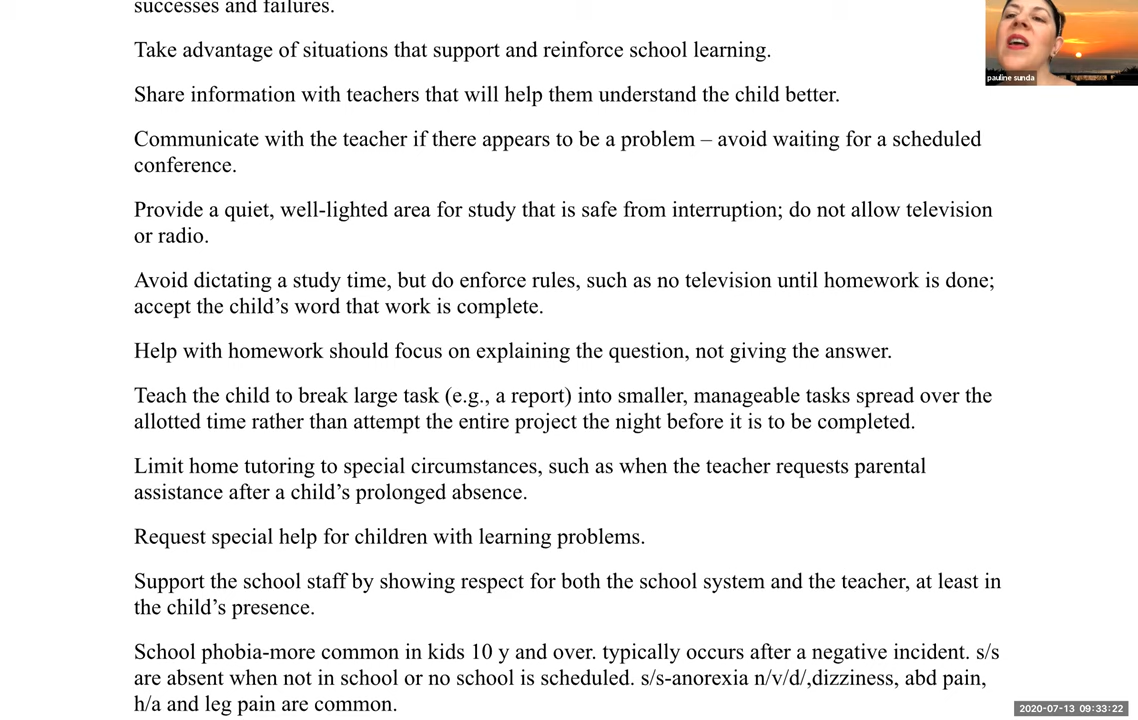 successes and failures.
Take advantage of situations that support and reinforce school learning.
Share information with teachers that will help them understand the child better.
Communicate with the teacher if there appears to be a problem – avoid waiting for a scheduled
conference.
Provide a quiet, well-lighted area for study that is safe from interruption; do not allow television
or radio.
Avoid dictating a study time, but do enforce rules, such as no television until homework is done;
accept the child’s word that work is complete.
Help with homework should focus on explaining the question, not giving the answer.
Teach the child to break large task (e.g., a report) into smaller, manageable tasks spread over the
allotted time rather than attempt the entire project the night before it is to be completed.
Limit home tutoring to special circumstances, such as when the teacher requests parental
assistance after a child’s prolonged absence.
Request special help for children with learning problems.
Support the school staff by showing respect for both the school system and the teacher, at least in
the child’s presence.
School phobia-more common in kids 10 y and over. typically occurs after a negative incident. s/s
are absent when not in school or no school is scheduled. s/s-anorexia n/v/d/,dizziness, abd pain,
h/a and leg pain are common.
pauline sunda
2020-07-13 09:33:22